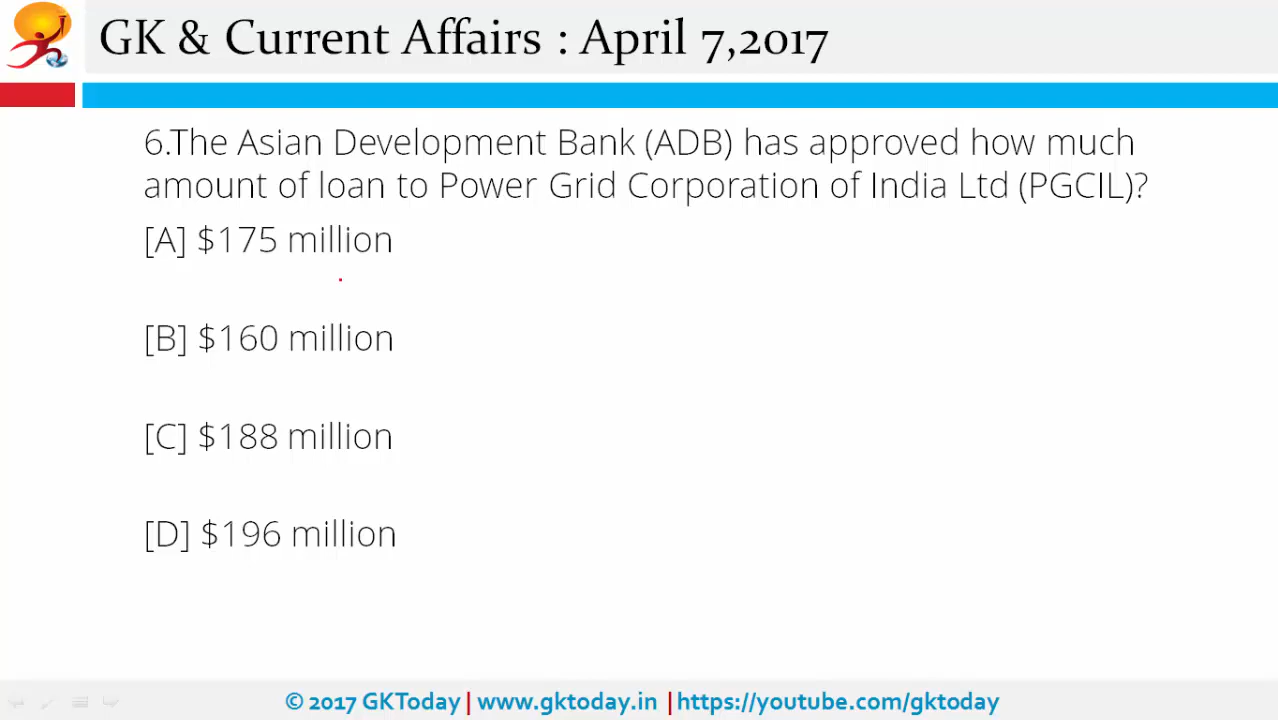 GK & Current Affairs : April 7,2017
6.The Asian Development Bank (ADB) has approved how much
amount of loan to Power Grid Corporation of India Ltd (PGCIL)?
[A] $175 million
[B] $160 million
[C] $188 million
[D] $196 million
© 2017 GKToday | www.gktoday.in | https://youtube.com/gktoday